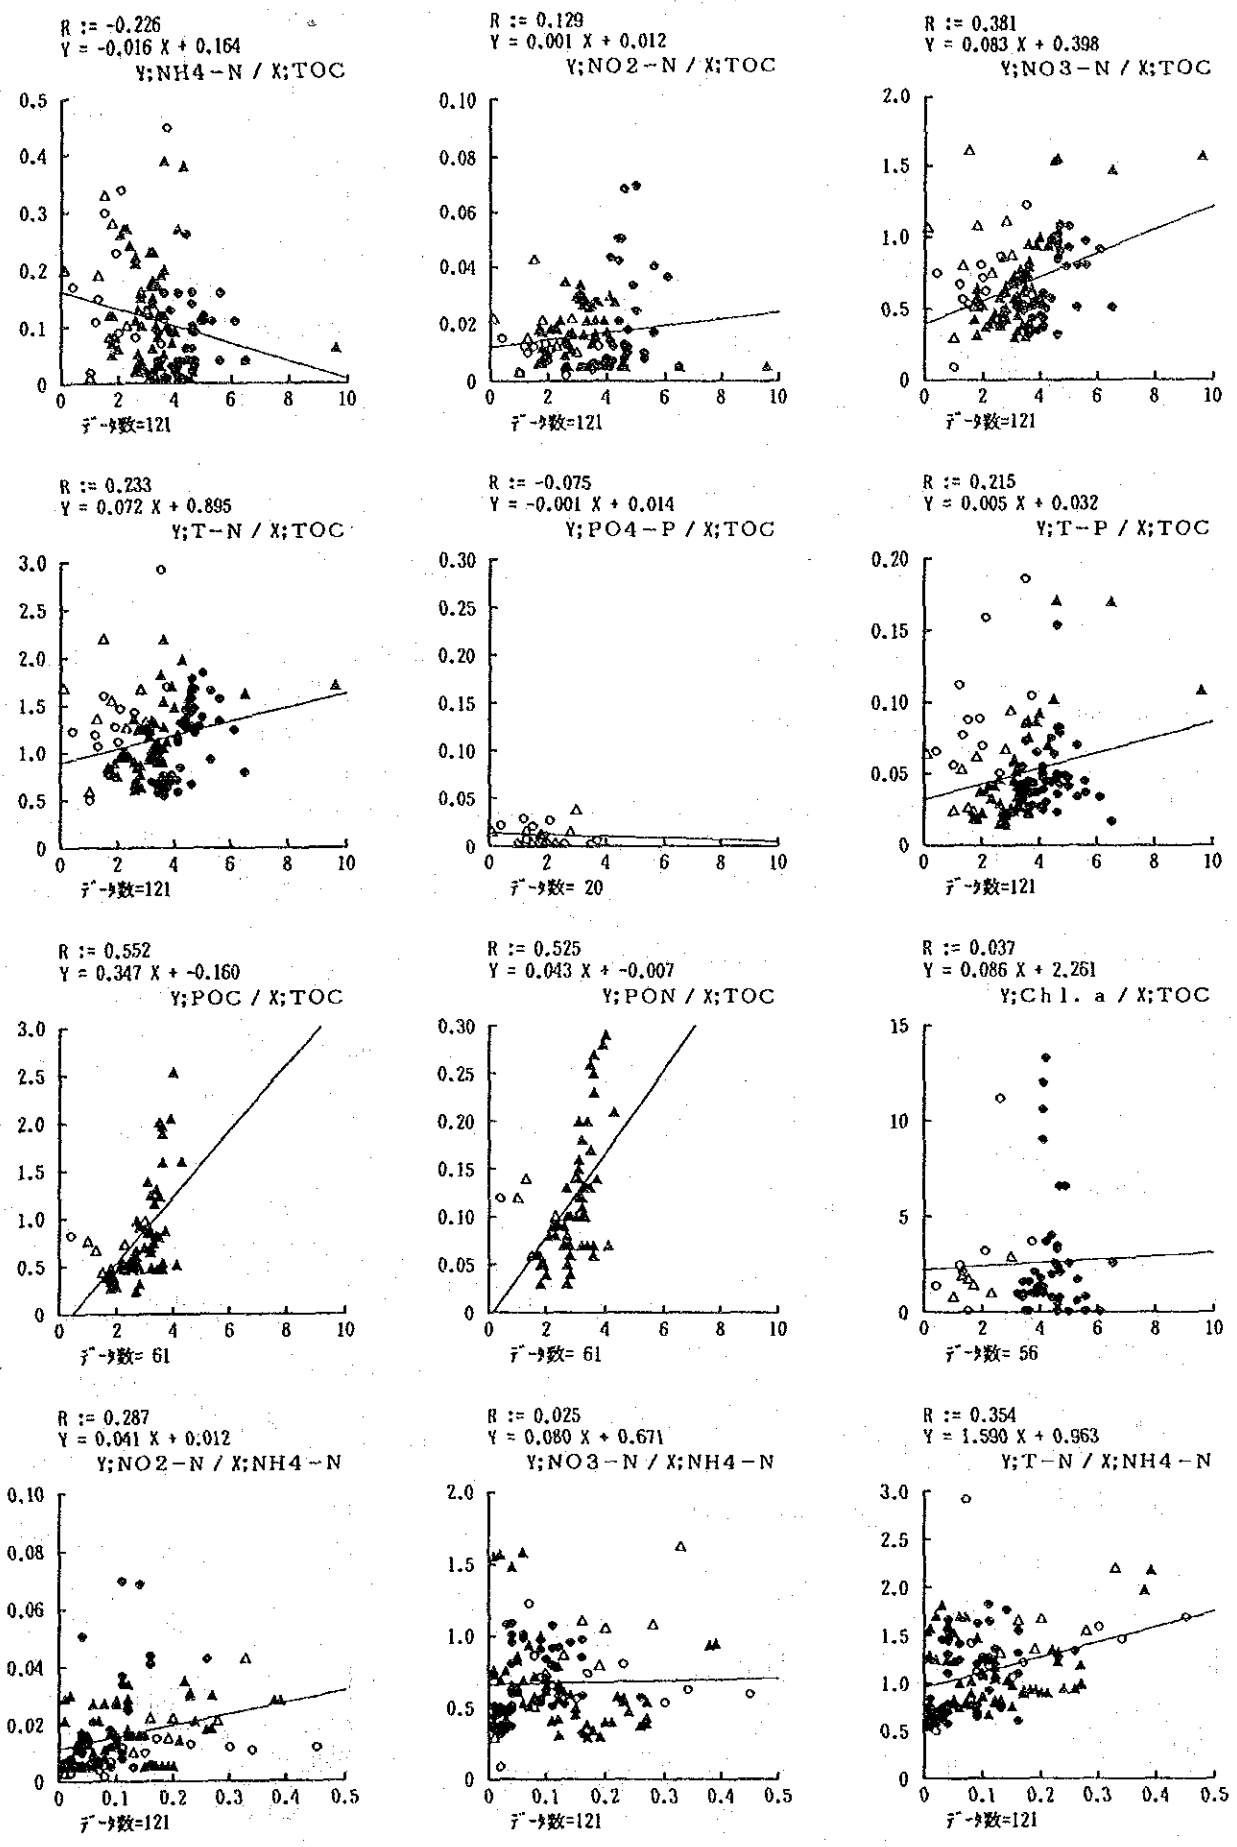 R := -0.226
Y = -0.016 X + 0.164
Y;NH4-N / X;TOC
0.5
0.4
0.3
0.2
0.1
0
0 2 4 6 8 10
データ数=121
R := 0.129
Y = 0.001 X + 0.012
Y;NO2-N / X;TOC
0.10
0.08
0.06
0.04
0.02
0
0 2 4 6 8 10
データ数=121
R := 0.381
Y = 0.083 X + 0.398
Y;NO3-N / X;TOC
2.0
1.5
1.0
0.5
0
0 2 4 6 8 10
データ数=121
R := 0.233
Y = 0.072 X + 0.895
Y;T-N / X;TOC
3.0
2.5
2.0
1.5
1.0
0.5
0
0 2 4 6 8 10
データ数=121
R := -0.075
Y = -0.001 X + 0.014
Y;PO4-P / X;TOC
0.30
0.25
0.20
0.15
0.10
0.05
0
0 2 4 6 8 10
データ数= 20
R := 0.215
Y = 0.005 X + 0.032
Y;T-P / X;TOC
0.20
0.15
0.10
0.05
0
0 2 4 6 8 10
データ数=121
R := 0.552
Y = 0.347 X + -0.160
Y;POC / X;TOC
3.0
2.5
2.0
1.5
1.0
0.5
0
0 2 4 6 8 10
データ数= 61
R := 0.525
Y = 0.043 X + -0.007
Y;PON / X;TOC
0.30
0.25
0.20
0.15
0.10
0.05
0
0 2 4 6 8 10
データ数= 61
R := 0.037
Y = 0.086 X + 2.261
Y;Chl. a / X;TOC
15
10
5
0
0 2 4 6 8 10
データ数= 56
R := 0.287
Y = 0.041 X + 0.012
Y;NO2-N / X;NH4-N
0.10
0.08
0.06
0.04
0.02
0
0 0.1 0.2 0.3 0.4 0.5
データ数=121
R := 0.025
Y = 0.080 X + 0.671
Y;NO3-N / X;NH4-N
2.0
1.5
1.0
0.5
0
0 0.1 0.2 0.3 0.4 0.5
データ数=121
R := 0.354
Y = 1.590 X + 0.963
Y;T-N / X;NH4-N
3.0
2.5
2.0
1.5
1.0
0.5
0
0 0.1 0.2 0.3 0.4 0.5
データ数=121